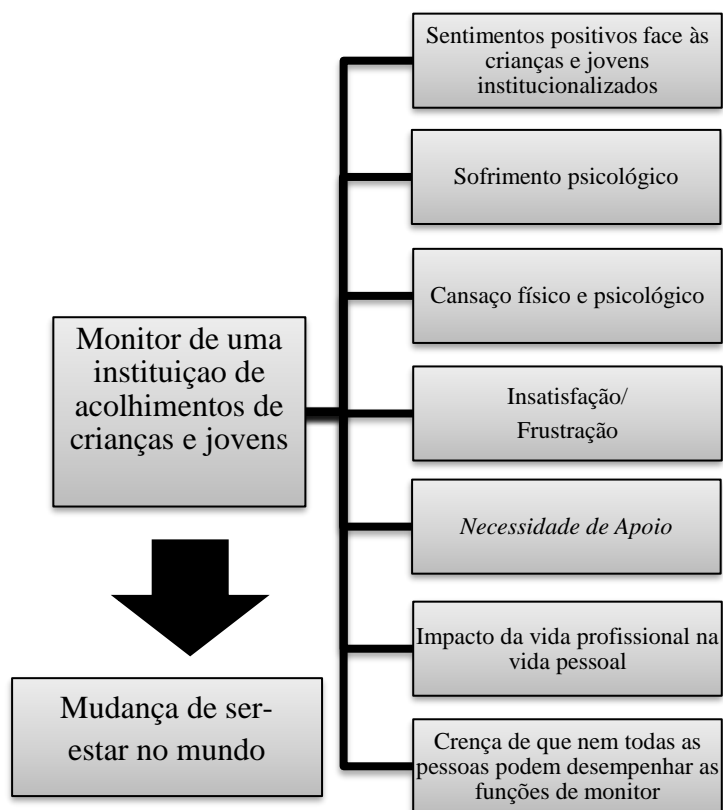 Sentimentos positivos face às
crianças e jovens
institucionalizados
Sofrimento psicológico
Cansaço físico e psicológico
Monitor de uma
instituiçao de
acolhimentos de
crianças e jovens
Insatisfação/
Frustração
Necessidade de Apoio
Impacto da vida profissional na
vida pessoal
Mudança de ser-
estar no mundo
Crença de que nem todas as
pessoas podem desempenhar as
funções de monitor